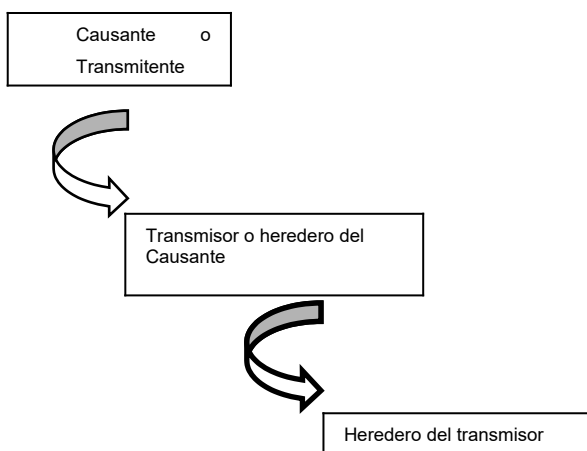 Causante o
Transmitente
Transmisor o heredero del
Causante
Heredero del transmisor